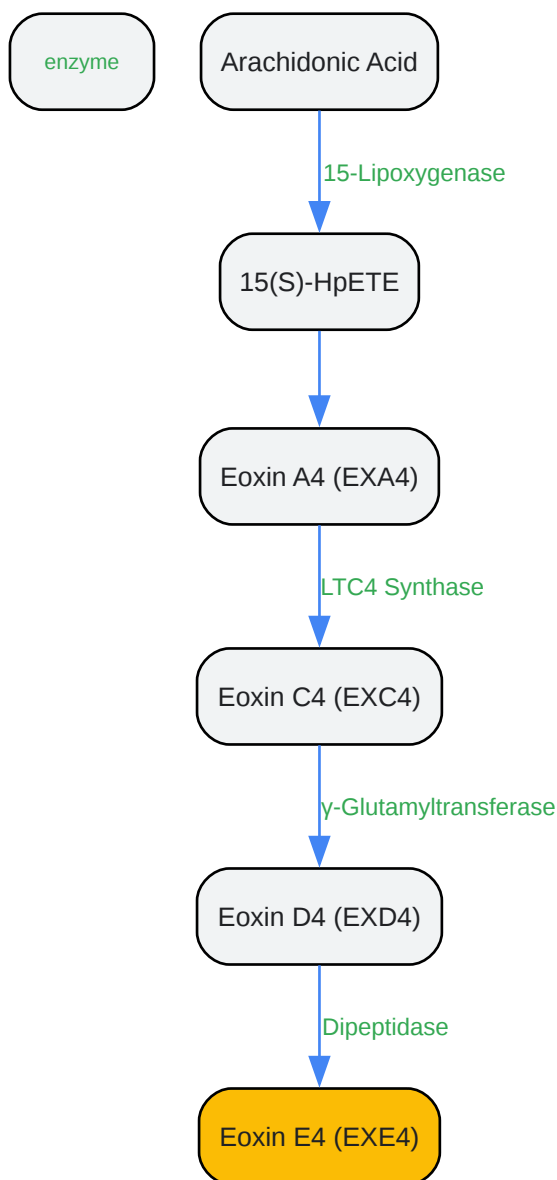 enzyme
Arachidonic Acid
15-Lipoxygenase
15(S)-HpETE
Eoxin A4 (EXA4)
LTC4 Synthase
Eoxin C4 (EXC4)
γ-Glutamyltransferase
Eoxin D4 (EXD4)
Dipeptidase
Eoxin E4 (EXE4)